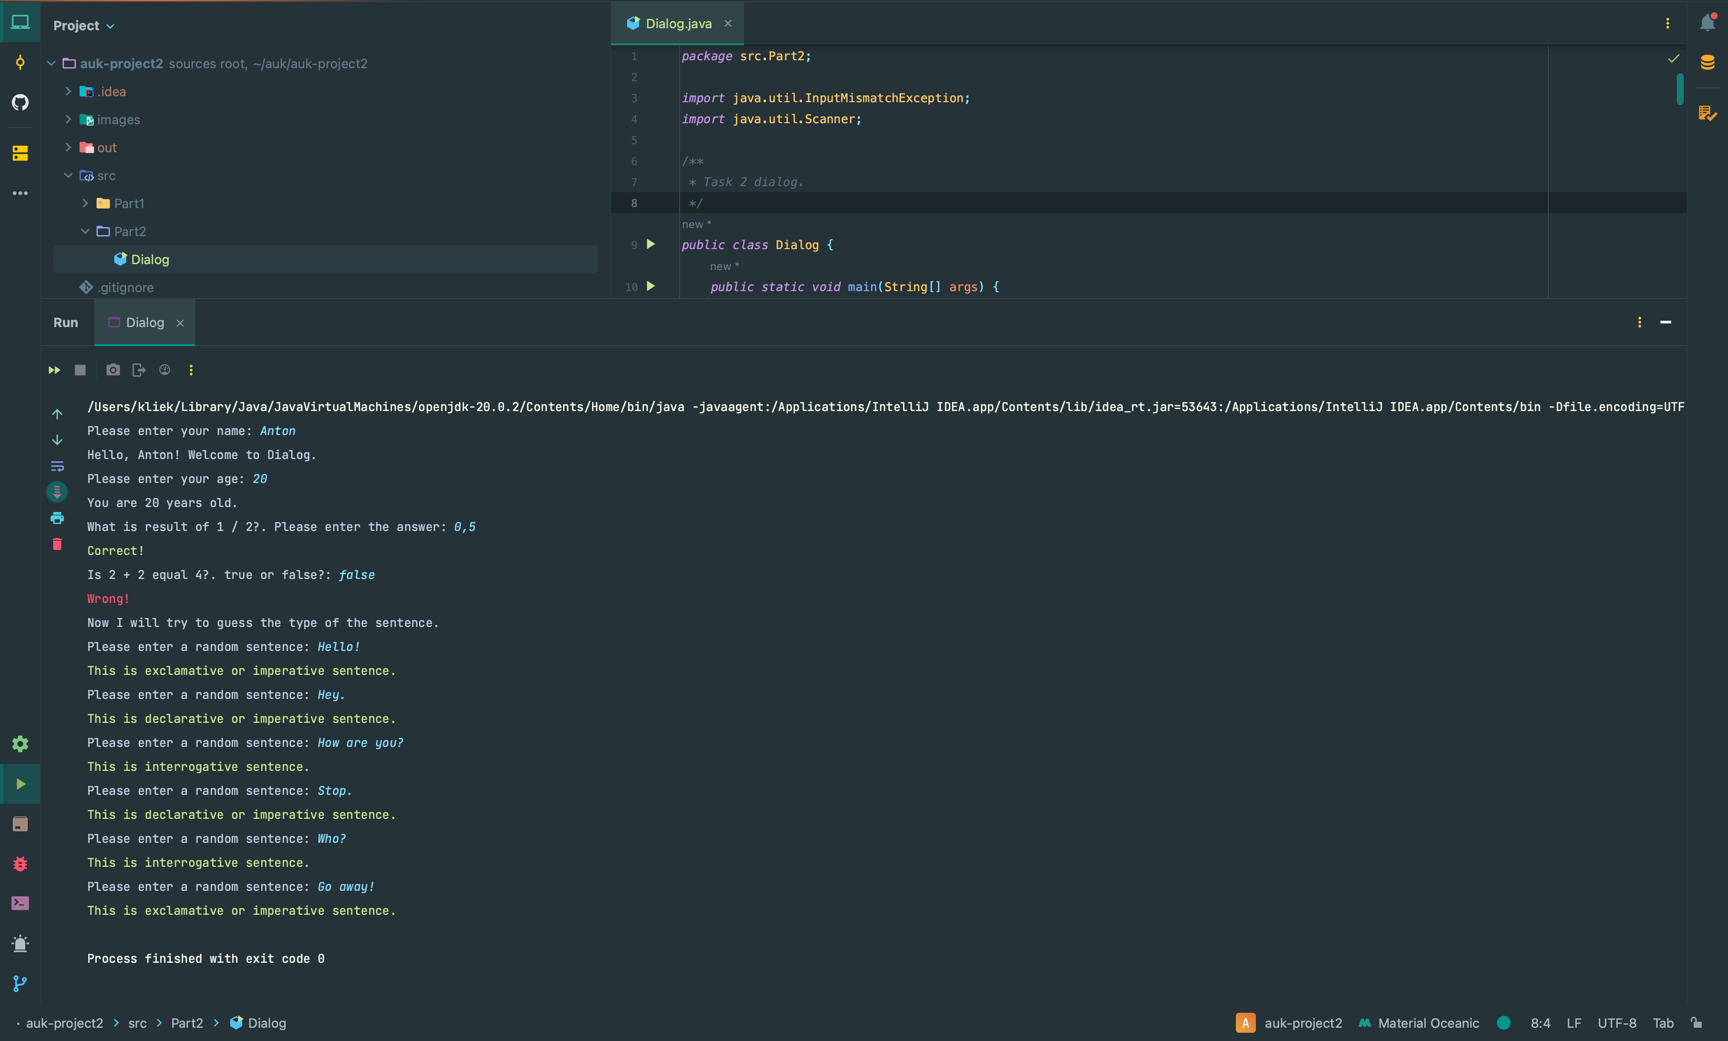 Project
auk-project2 sources root, ~/auk/auk-project2
.idea
images
out
src
Part1
Part2
Dialog
.gitignore
Dialog.java
1 package src.Part2;
2
3 import java.util.InputMismatchException;
4 import java.util.Scanner;
5
6 /**
7 * Task 2 dialog.
8 */
new *
9 public class Dialog {
new *
10 public static void main(String[] args) {
Run Dialog
/Users/kliek/Library/Java/JavaVirtualMachines/openjdk-20.0.2/Contents/Home/bin/java -javaagent:/Applications/IntelliJ IDEA.app/Contents/lib/idea_rt.jar=53643:/Applications/IntelliJ IDEA.app/Contents/bin -Dfile.encoding=UTF
Please enter your name: Anton
Hello, Anton! Welcome to Dialog.
Please enter your age: 20
You are 20 years old.
What is result of 1 / 2?. Please enter the answer: 0,5
Correct!
Is 2 + 2 equal 4?. true or false?: false
Wrong!
Now I will try to guess the type of the sentence.
Please enter a random sentence: Hello!
This is exclamative or imperative sentence.
Please enter a random sentence: Hey.
This is declarative or imperative sentence.
Please enter a random sentence: How are you?
This is interrogative sentence.
Please enter a random sentence: Stop.
This is declarative or imperative sentence.
Please enter a random sentence: Who?
This is interrogative sentence.
Please enter a random sentence: Go away!
This is exclamative or imperative sentence.
Process finished with exit code 0
auk-project2 > src > Part2 > Dialog
A auk-project2 Material Oceanic 8:4 LF UTF-8 Tab